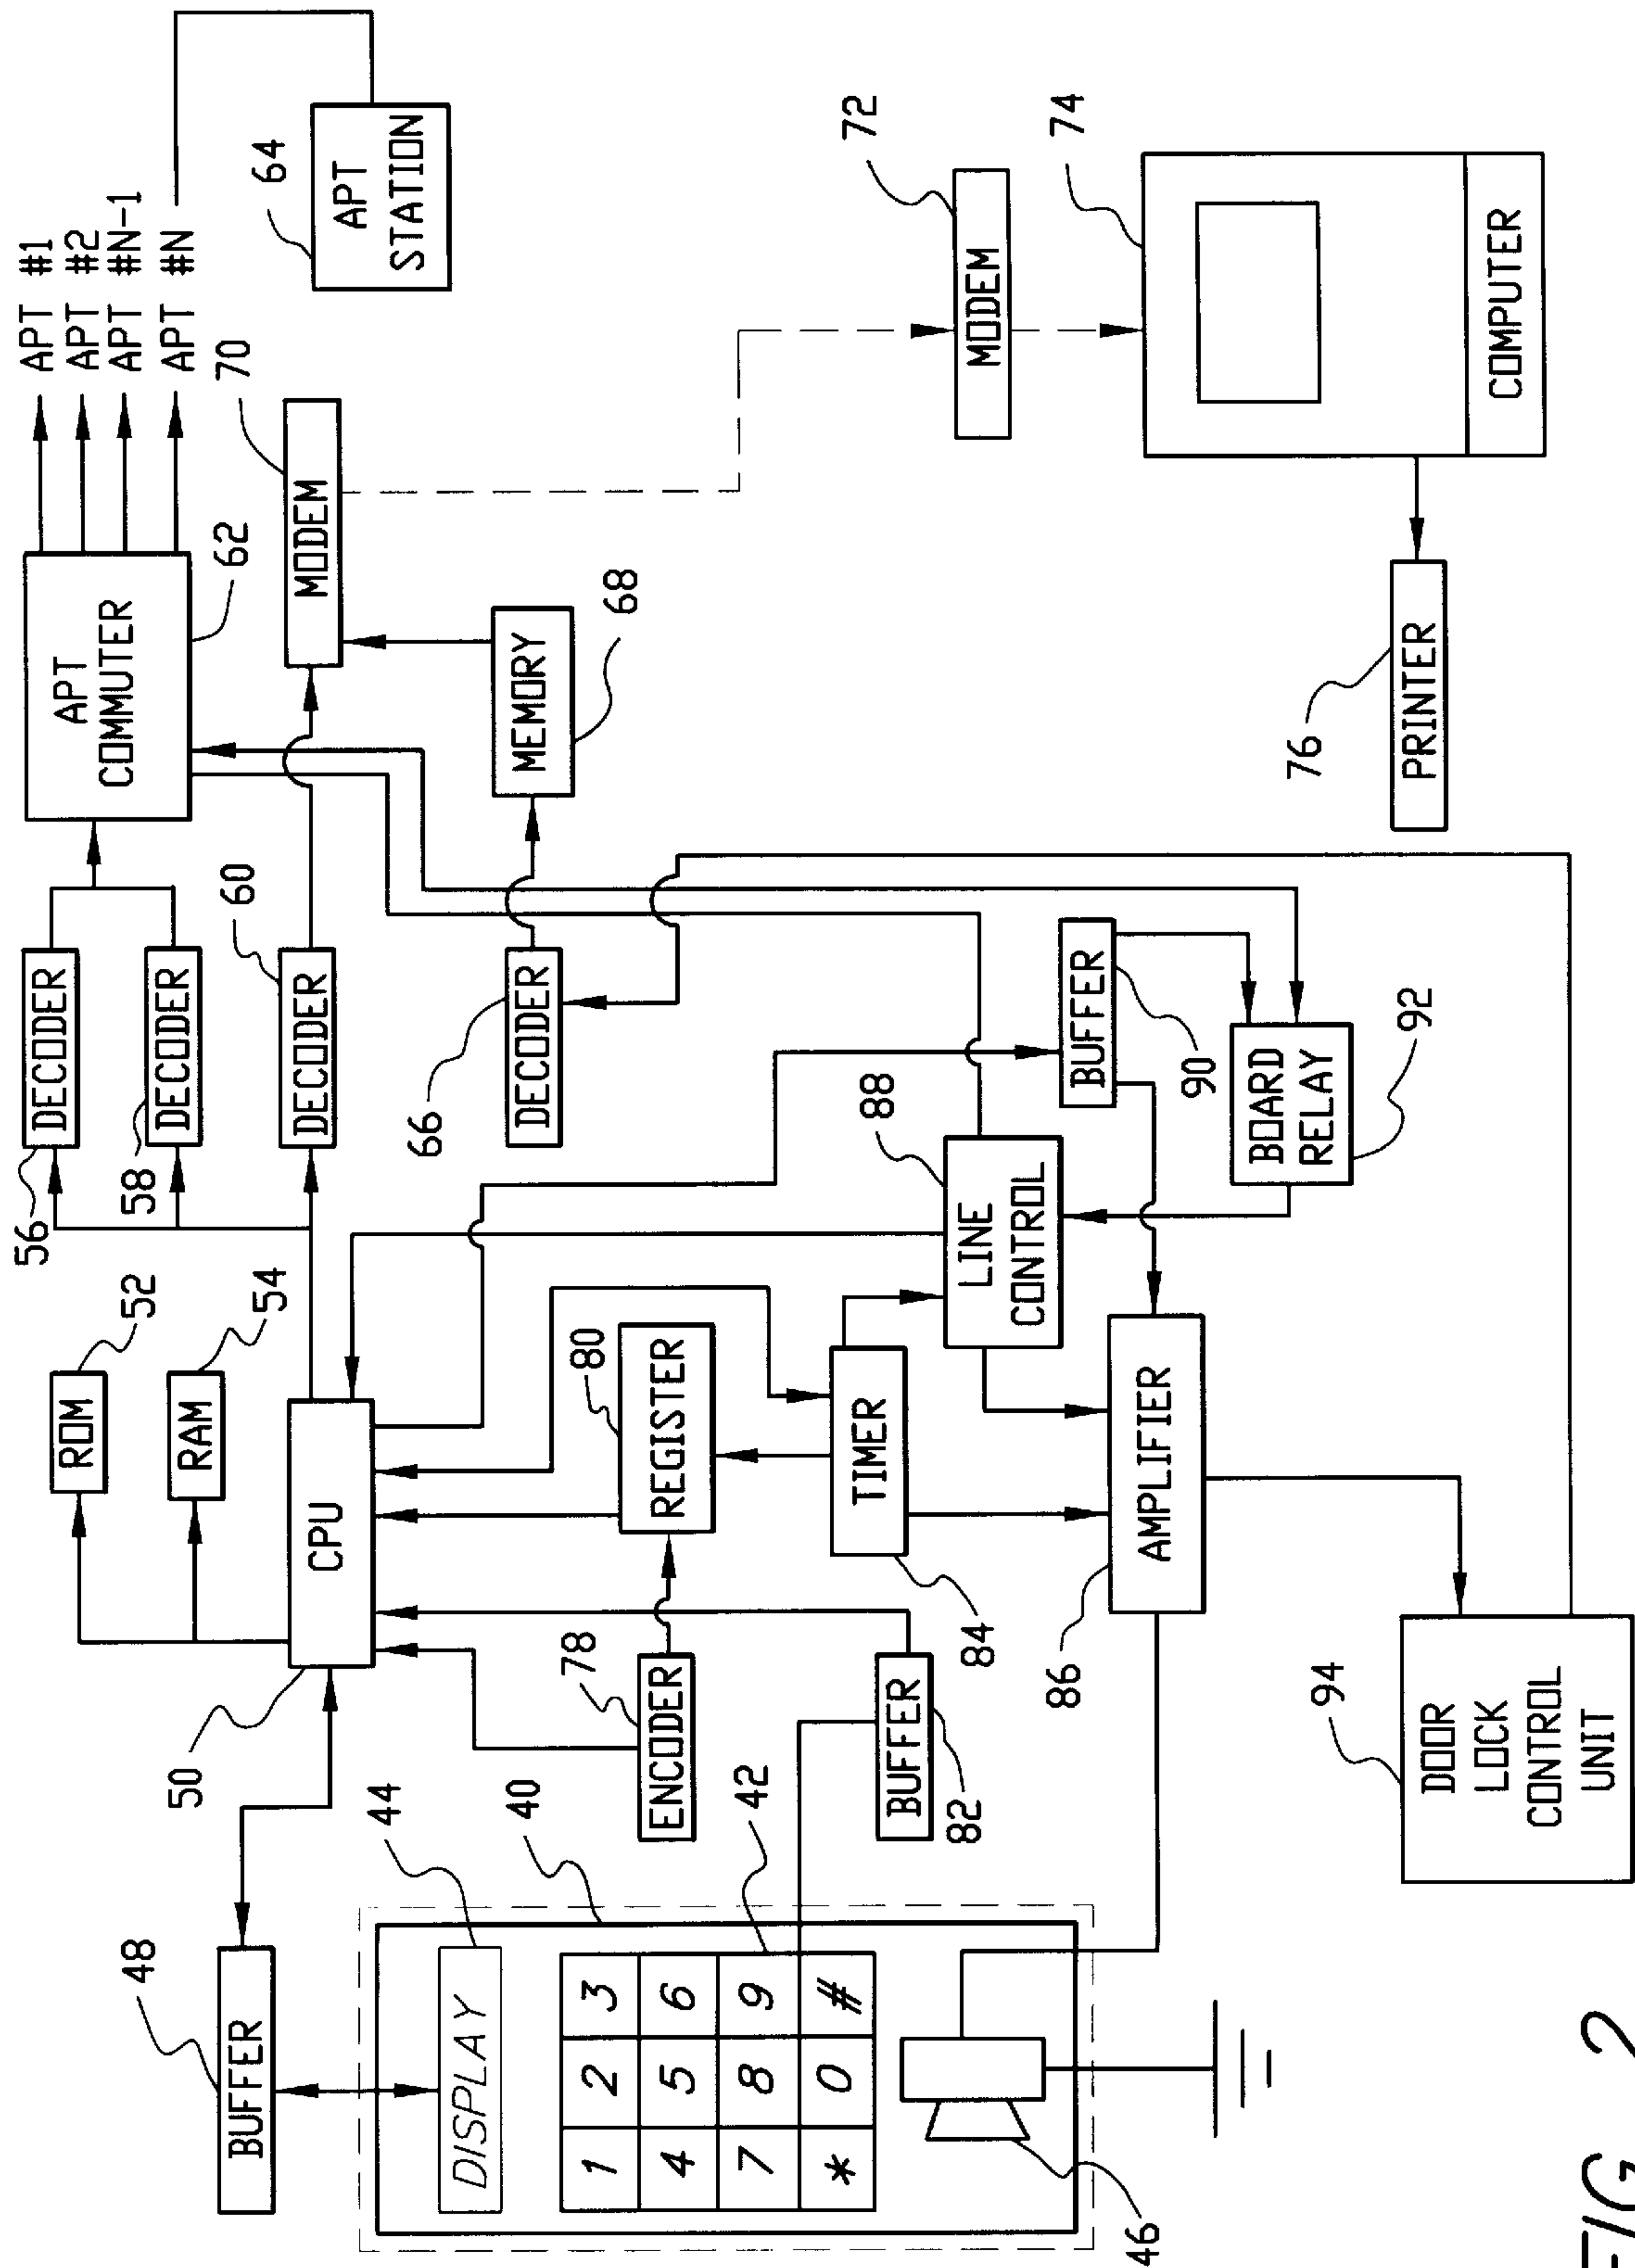 APT #1
APT #2
APT #N-1
APT #N
64
APT
STATION
70
MODEM
72
MODEM
74
COMPUTER
APT
COMMUTER
62
MEMORY
68
76
PRINTER
DECODER
56
DECODER
58
60
DECODER
66
DECODER
ROM
52
RAM
54
CPU
50
80
REGISTER
88
LINE
CONTROL
BUFFER
90
BOARD
RELAY
92
TIMER
84
AMPLIFIER
86
78
ENCODER
BUFFER
82
94
DOOR
LOCK
CONTROL
UNIT
48
BUFFER
44
40
42
DISPLAY
1 2 3
4 5 6
7 8 9
* 0 #
46
FIG 2